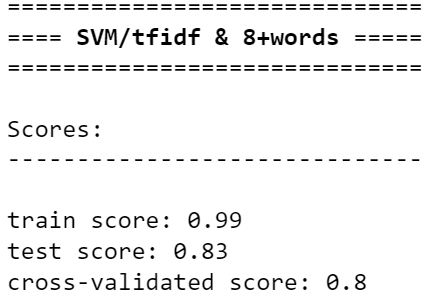 ==============================
==== SVM/tfidf & 8+words =====
==============================
Scores:
-------------------------------
train score: 0.99
test score: 0.83
cross-validated score: 0.8